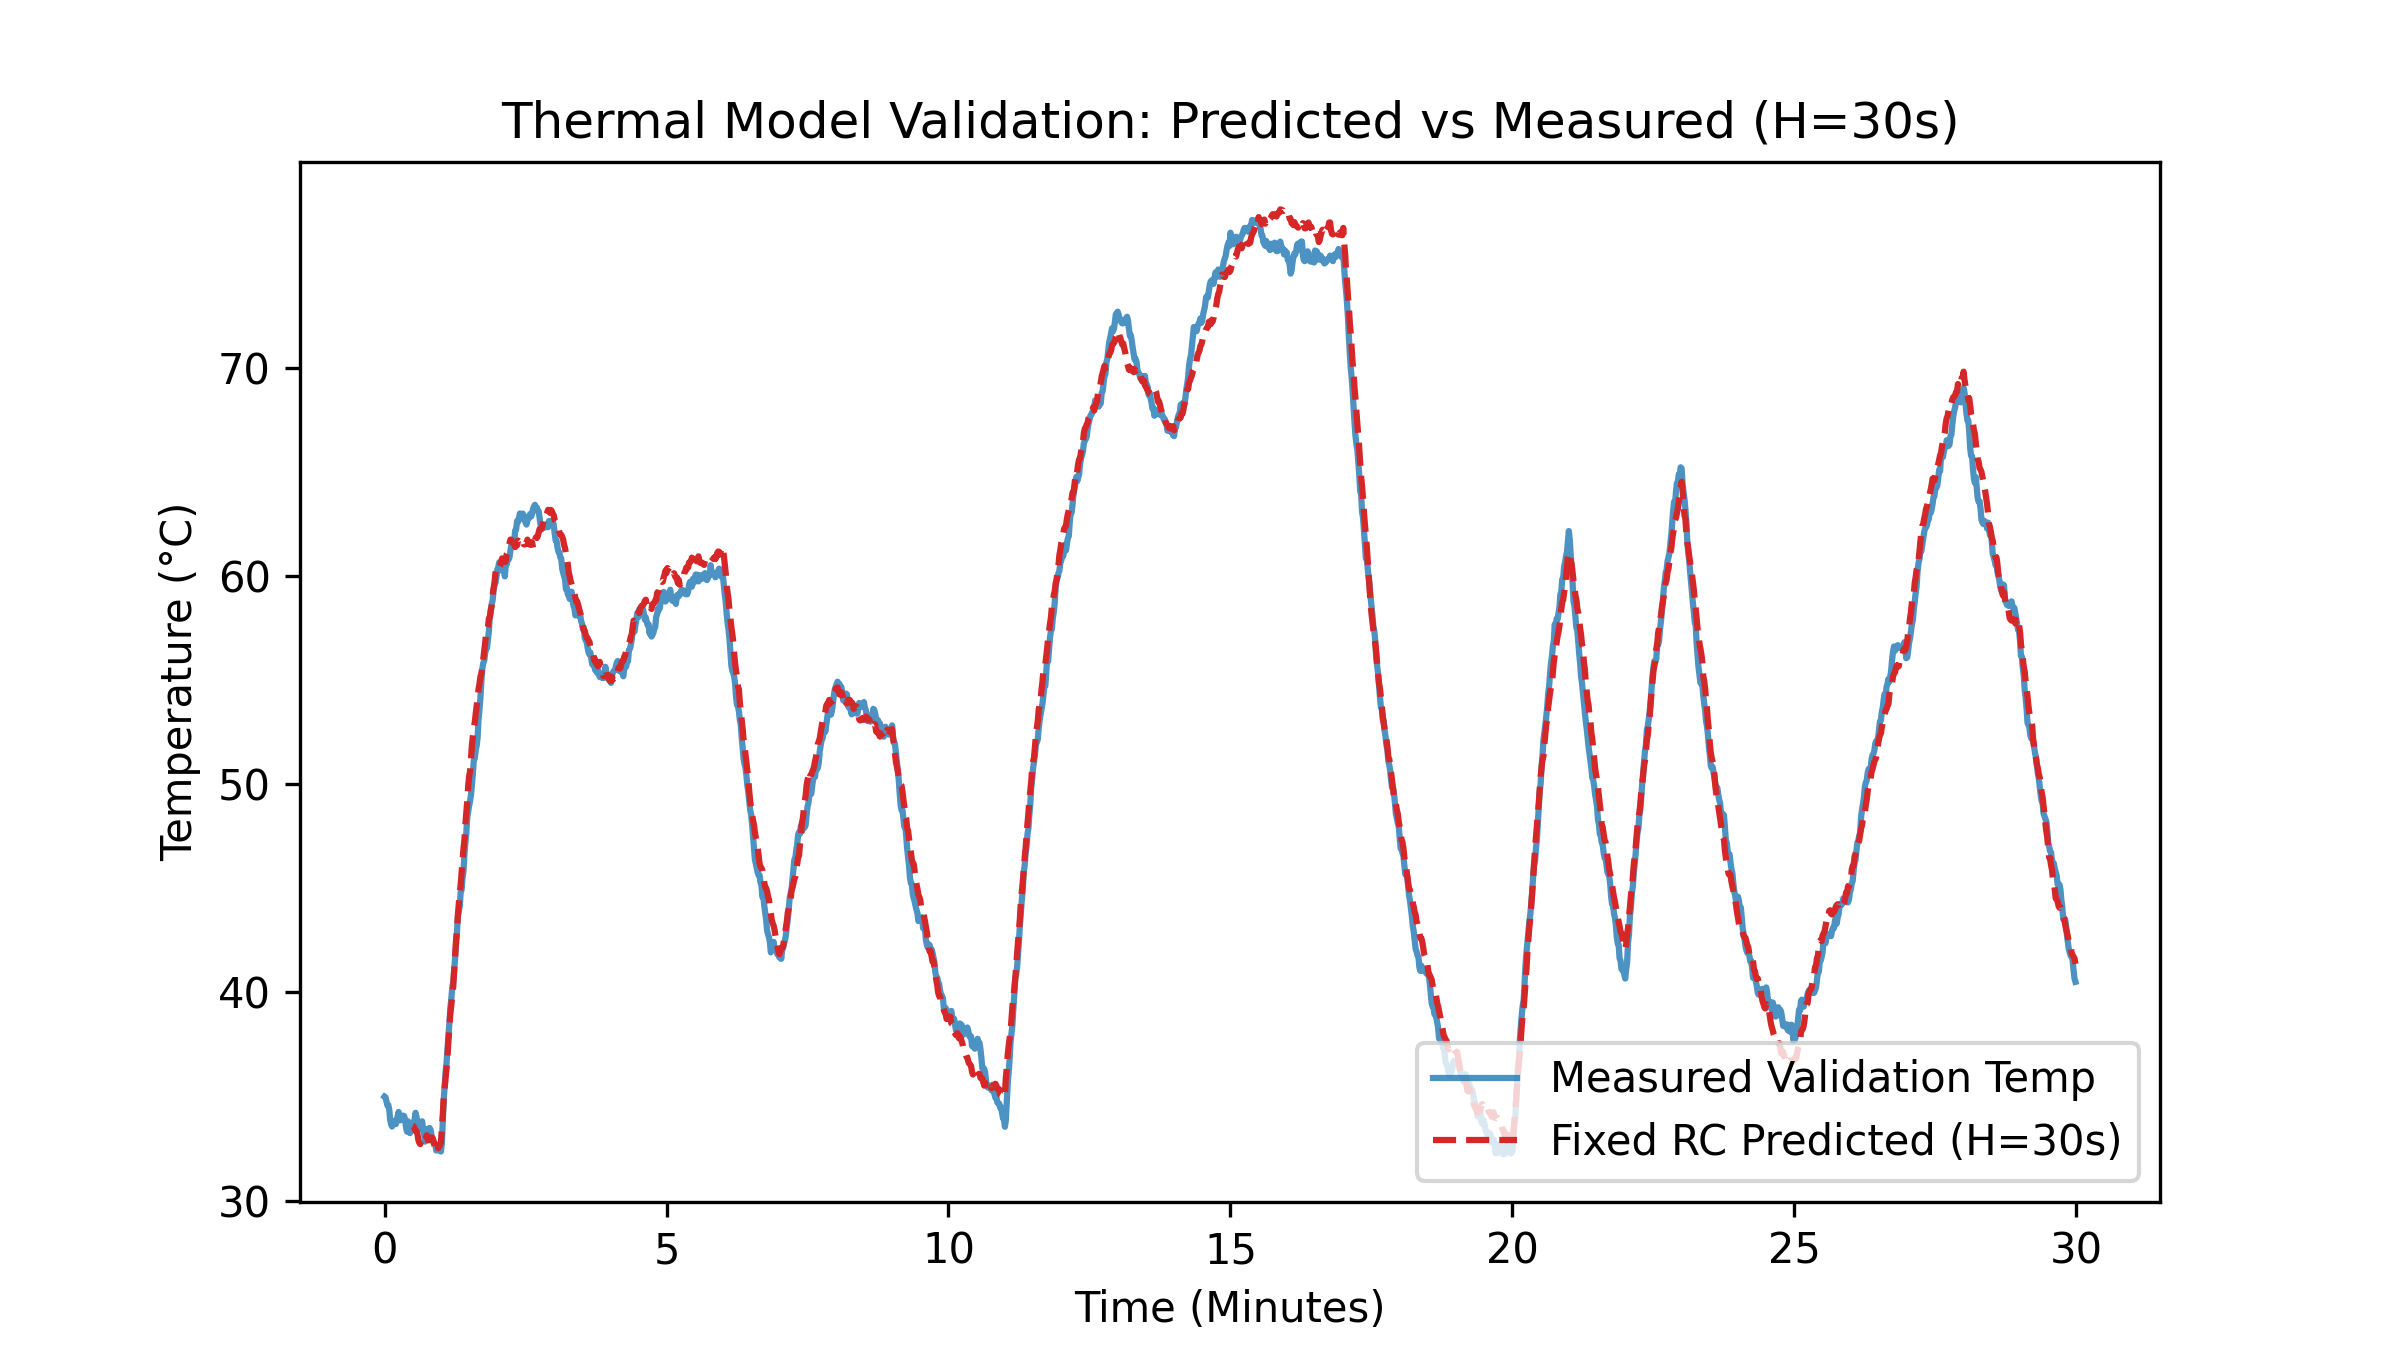 Thermal Model Validation: Predicted vs Measured (H=30s)
Temperature (°C)
70
60
50
40
30
Measured Validation Temp
Fixed RC Predicted (H=30s)
0 5 10 15 20 25 30
Time (Minutes)